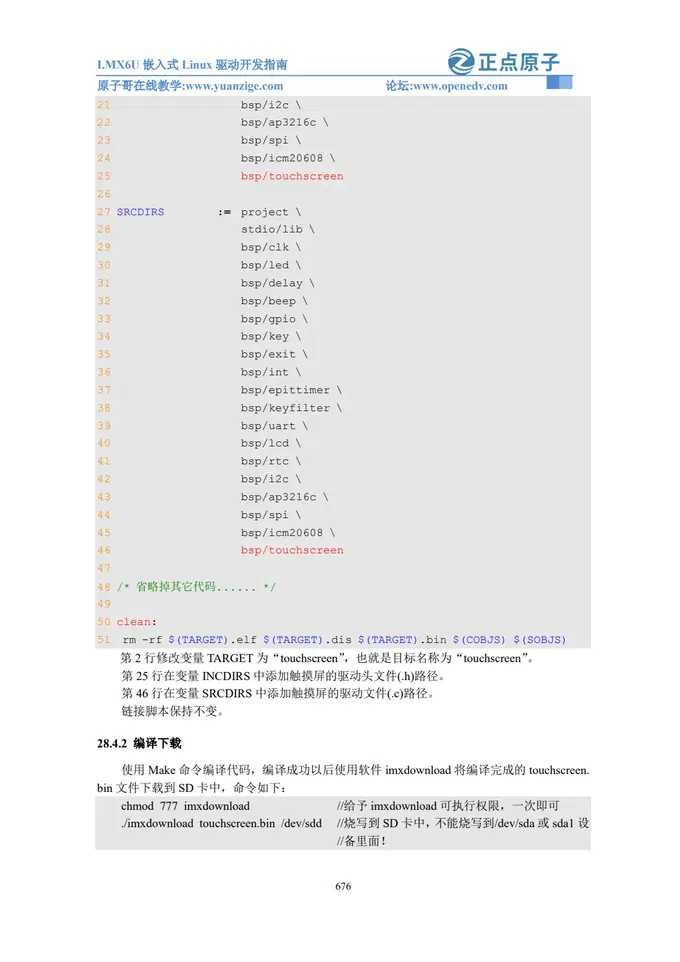 I.MX6U 嵌入式 Linux 驱动开发指南
正点原子
原子哥在线教学:www.yuanzige.com 论坛:www.openedv.com
21 bsp/i2c \
22 bsp/ap3216c \
23 bsp/spi \
24 bsp/icm20608 \
25 bsp/touchscreen
26
27 SRCDIRS := project \
28 stdio/lib \
29 bsp/clk \
30 bsp/led \
31 bsp/delay \
32 bsp/beep \
33 bsp/gpio \
34 bsp/key \
35 bsp/exit \
36 bsp/int \
37 bsp/epittimer \
38 bsp/keyfilter \
39 bsp/uart \
40 bsp/lcd \
41 bsp/rtc \
42 bsp/i2c \
43 bsp/ap3216c \
44 bsp/spi \
45 bsp/icm20608 \
46 bsp/touchscreen
47
48 /* 省略掉其它代码...... */
49
50 clean:
51 rm -rf $(TARGET).elf $(TARGET).dis $(TARGET).bin $(COBJS) $(SOBJS)
第 2 行修改变量 TARGET 为“touchscreen”，也就是目标名称为“touchscreen”。
第 25 行在变量 INCDIRS 中添加触摸屏的驱动头文件(.h)路径。
第 46 行在变量 SRCDIRS 中添加触摸屏的驱动文件(.c)路径。
链接脚本保持不变。
28.4.2 编译下载
使用 Make 命令编译代码，编译成功以后使用软件 imxdownload 将编译完成的 touchscreen.
bin 文件下载到 SD 卡中，命令如下：
chmod 777 imxdownload //给予 imxdownload 可执行权限，一次即可
./imxdownload touchscreen.bin /dev/sdd //烧写到 SD 卡中，不能烧写到/dev/sda 或 sda1 设
//备里面！
676